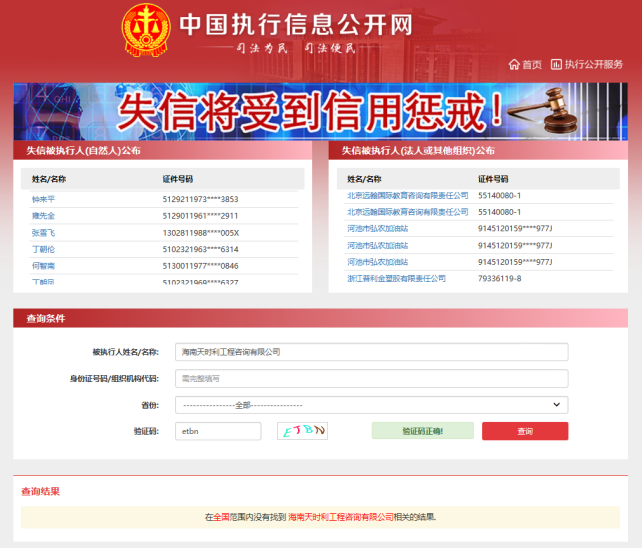 中国执行信息公开网
司法为民 司法便民
首页 执行公开服务
失信将受到信用惩戒!
失信被执行人(自然人)公布
姓名/名称 证件号码
钟来平 5129211973****3853
雍先全 5129011961****2911
张雪飞 1302811988****005X
丁朝伦 5102321963****6314
何智南 5130011977****0846
5102321969****6327
失信被执行人(法人或其他组织)公布
姓名/名称 证件号码
北京远翰国际教育咨询有限责任公司 55140080-1
北京远翰国际教育咨询有限责任公司 55140080-1
河池市弘农加油站 9145120159****977J
河池市弘农加油站 9145120159****977J
河池市弘农加油站 9145120159****977J
浙江普利金塑胶有限责任公司 79336119-8
查询条件
被执行人姓名/名称: 海南天时利工程咨询有限公司
身份证号码/组织机构代码: 需完整填写
省份: ----------------全部----------------
验证码: etbn ETBN 验证码正确! 查询
查询结果
在全国范围内没有找到 海南天时利工程咨询有限公司相关的结果.